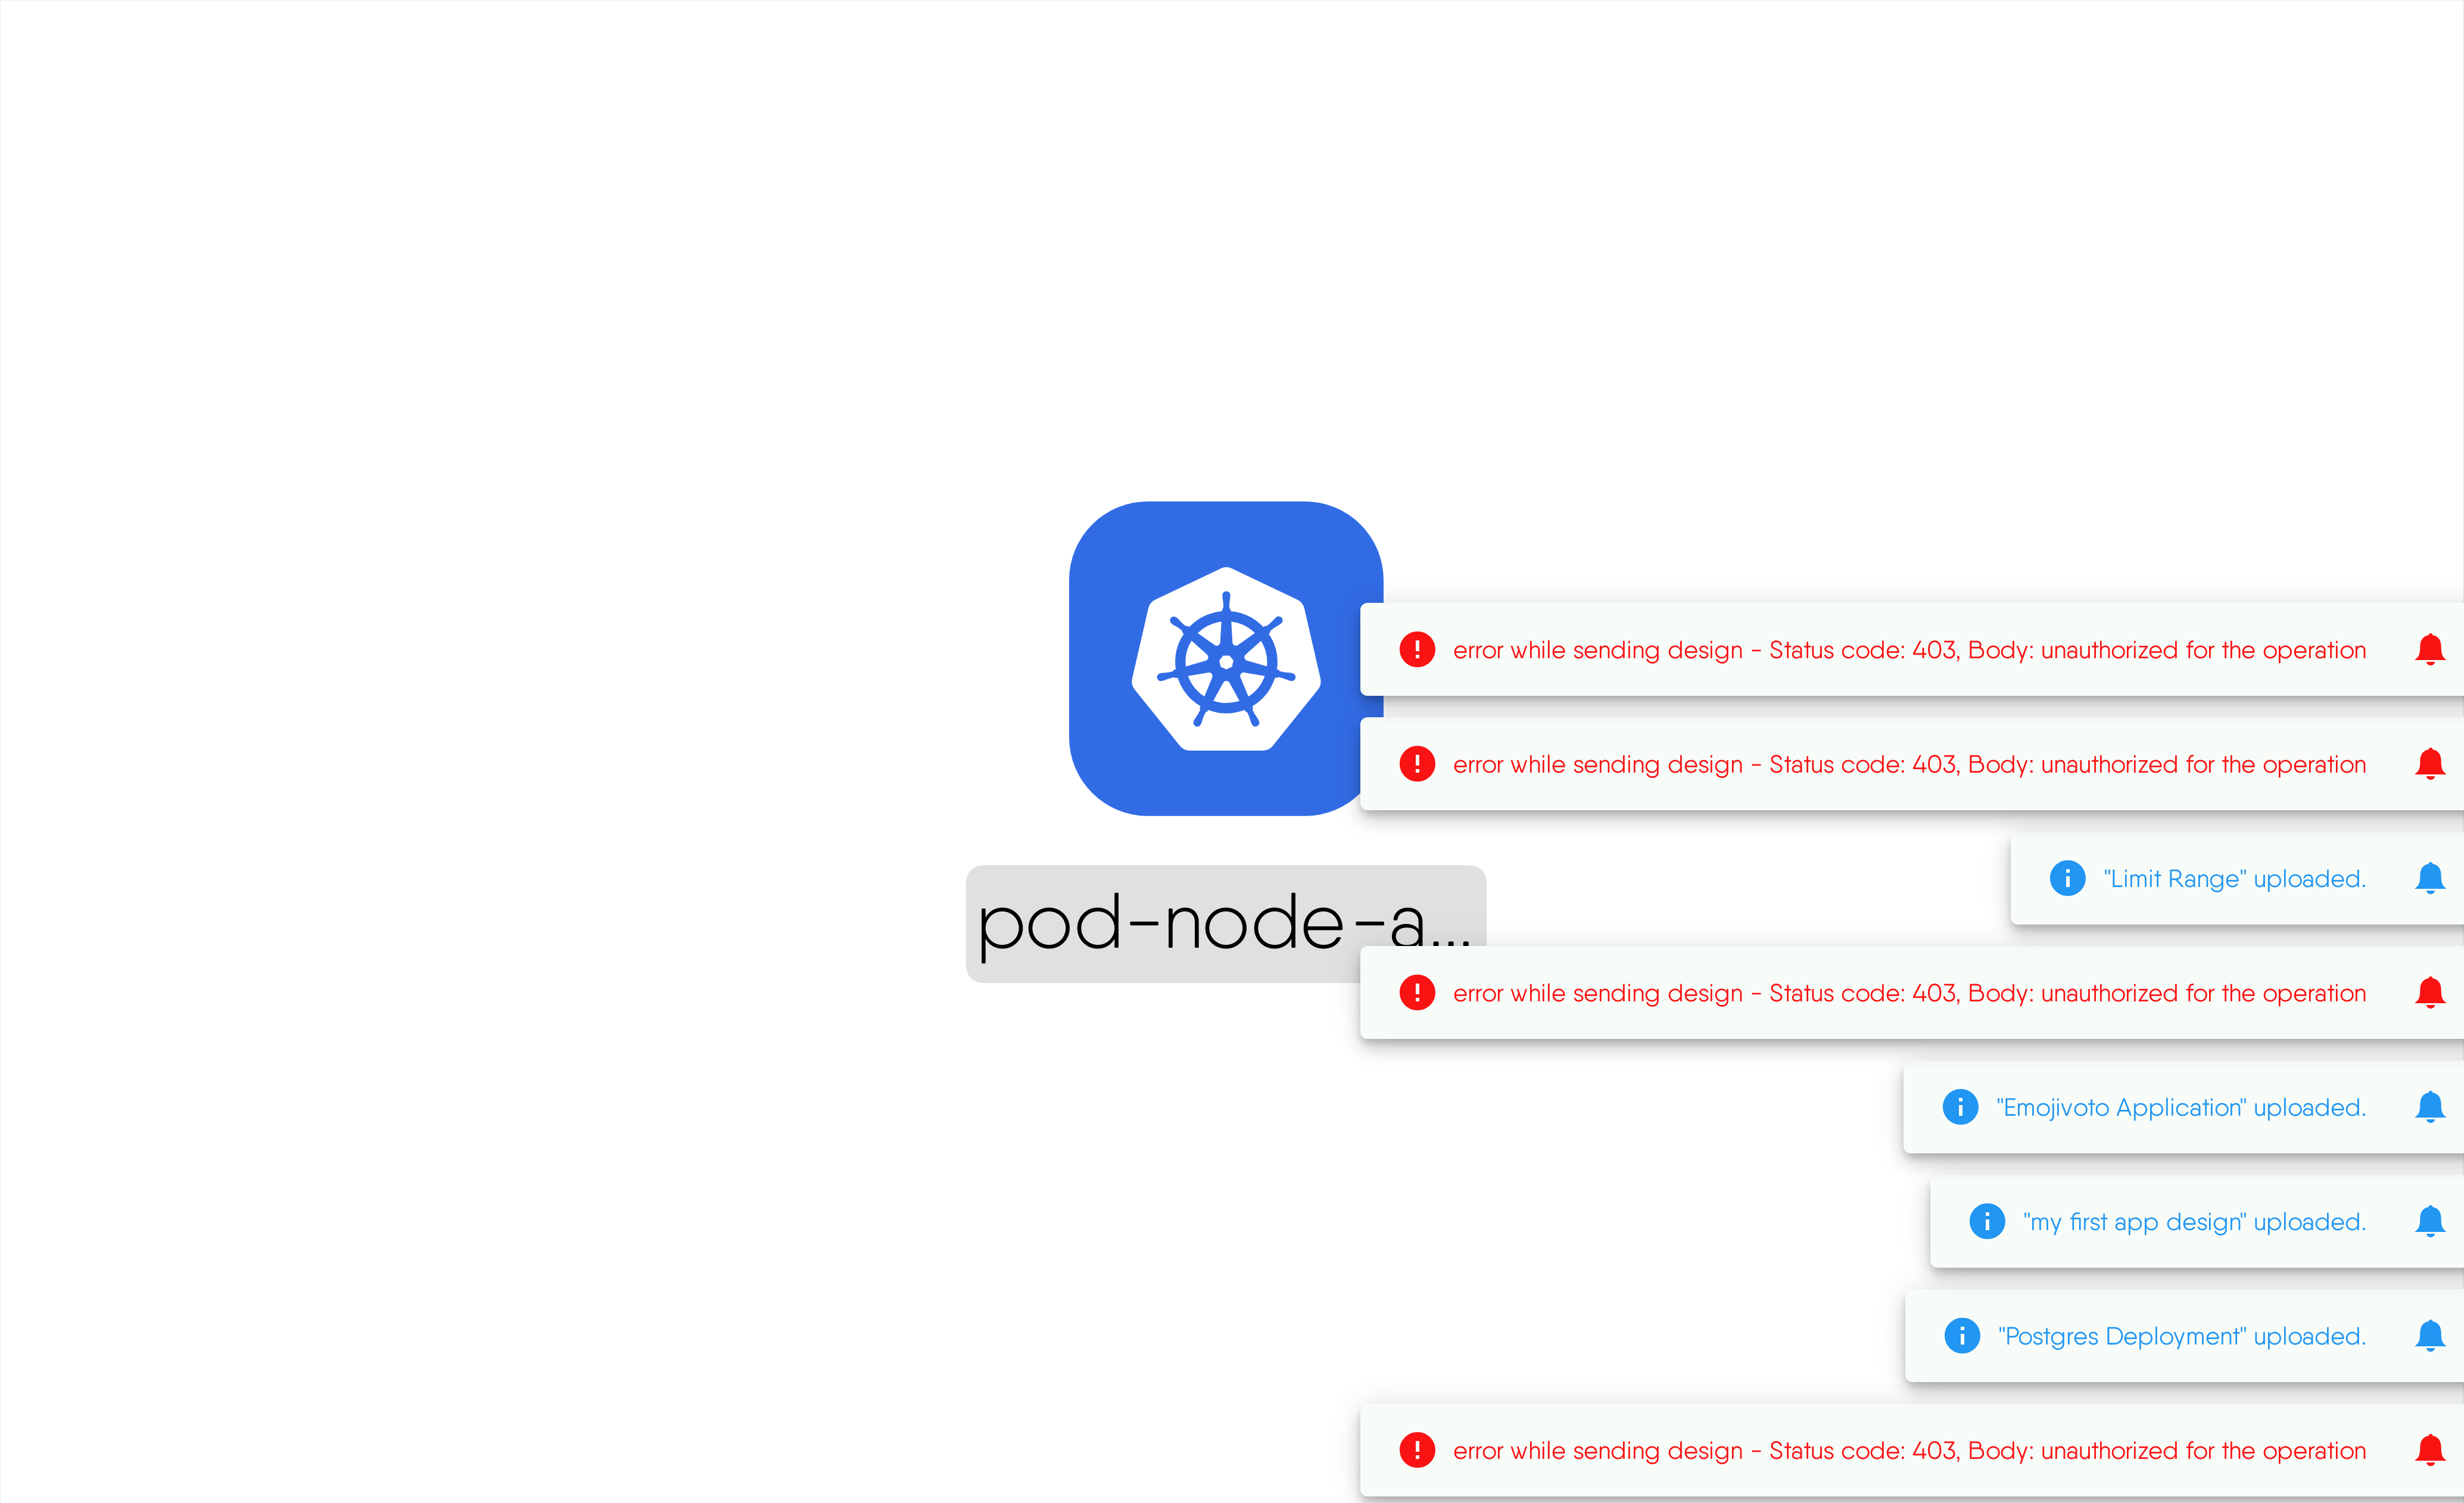 error while sending design - Status code: 403, Body: unauthorized for the operation
error while sending design - Status code: 403, Body: unauthorized for the operation
"Limit Range" uploaded.
pod-node-a...
error while sending design - Status code: 403, Body: unauthorized for the operation
"Emojivoto Application" uploaded.
"my first app design" uploaded.
"Postgres Deployment" uploaded.
error while sending design - Status code: 403, Body: unauthorized for the operation